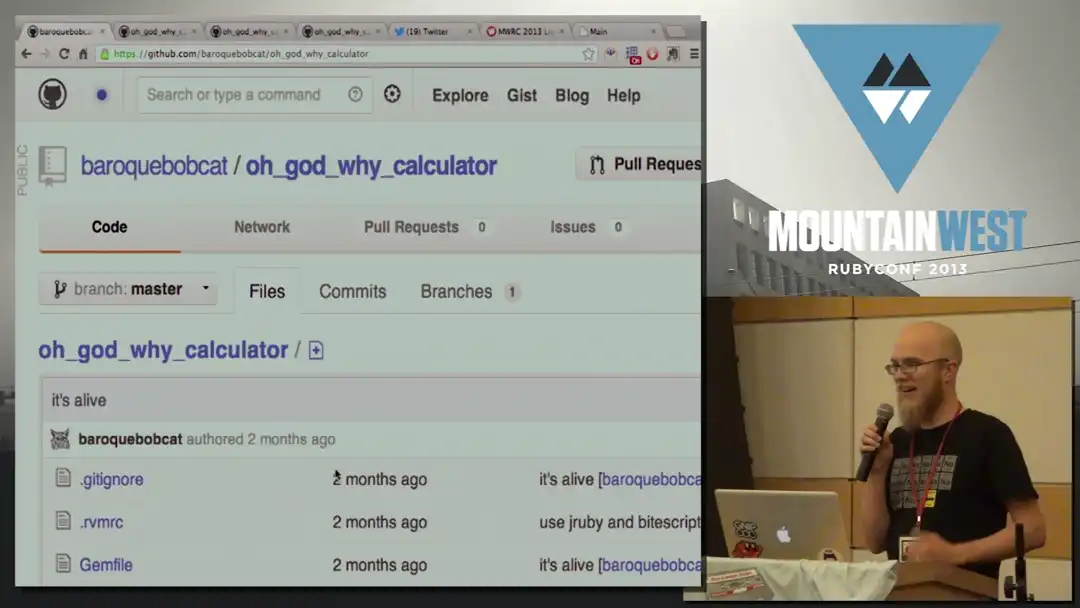 baroquebobca
oh_god_why_c
oh_god_why_c
oh_god_why_c
(19) Twitter
MWRC 2013 Li
Main
https://github.com/baroquebobcat/oh_god_why_calculator
Search or type a command
Explore Gist Blog Help
PUBLIC
baroquebobcat / oh_god_why_calculator
Pull Reques
Code Network Pull Requests 0 Issues 0
branch: master
Files Commits Branches 1
oh_god_why_calculator /
it's alive
baroquebobcat authored 2 months ago
.gitignore 2 months ago it's alive [baroquebobca
.rvmrc 2 months ago use jruby and bitescript
Gemfile 2 months ago it's alive [baroquebobca
MOUNTAINWEST
RUBYCONF 2013